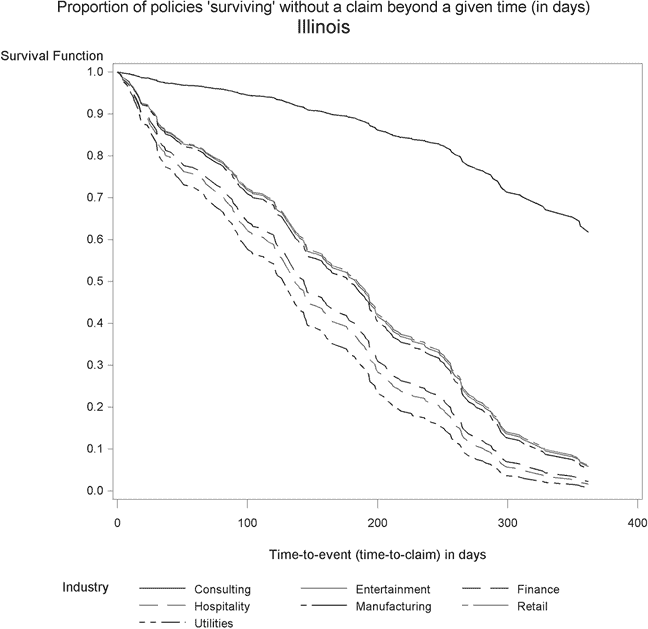 Proportion of policies 'surviving' without a claim beyond a given time (in days)
Illinois
Survival Function
1.0
0.9
0.8
0.7
0.6
0.5
0.4
0.3
0.2
0.1
0.0
0 100 200 300 400
Time-to-event (time-to-claim) in days
Industry Consulting Entertainment Finance
Hospitality Manufacturing Retail
Utilities